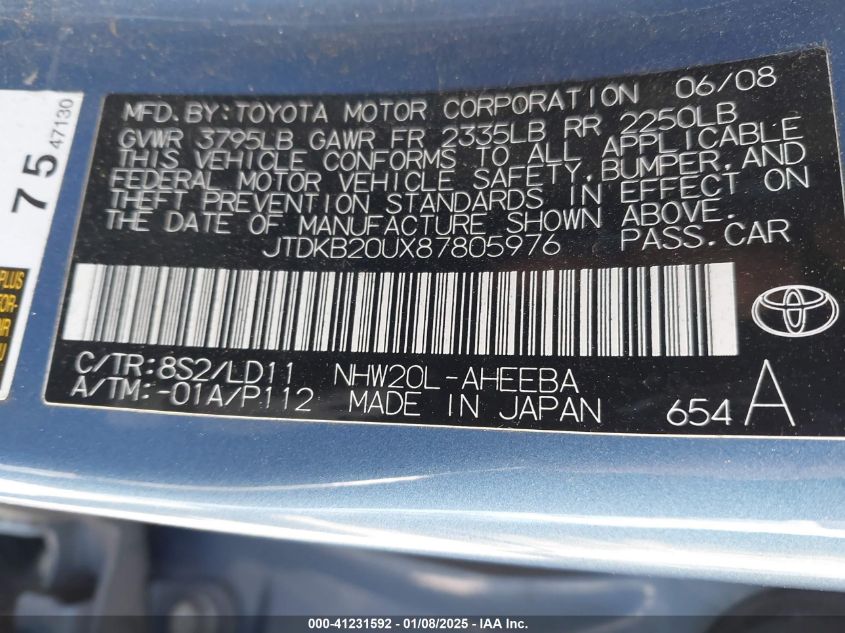 MFD.BY:TOYOTA MOTOR CORPORATION 06/08
GVWR 3795LB GAWR FR 2335LB RR 2250LB
THIS VEHICLE CONFORMS TO ALL APPLICABLE
FEDERAL MOTOR VEHICLE SAFETY,BUMPER,AND
THEFT PREVENTION STANDARDS IN EFFECT ON
THE DATE OF MANUFACTURE SHOWN ABOVE.
JTDKB20UX87805976 PASS.CAR
C/TR:8S2/LD11 NHW20L-AHEEBA
A/TM:-01A/P112 MADE IN JAPAN
654 A
75
47130
PLUS
000-41231592 - 01/08/2025 - IAA Inc.